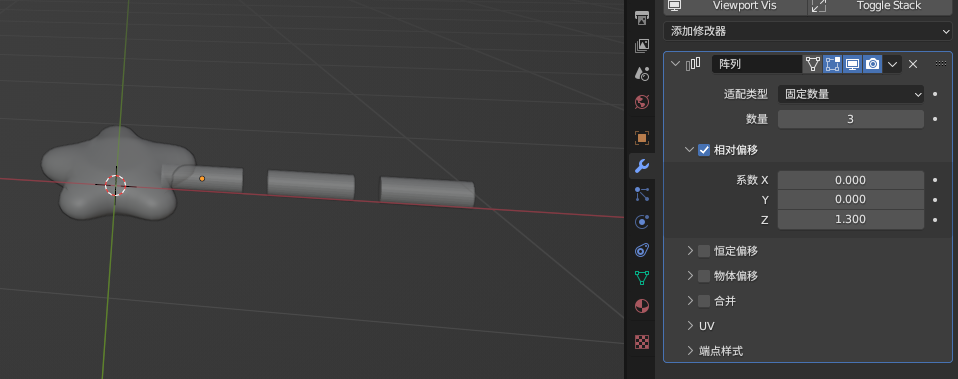 Viewport Vis
Toggle Stack
添加修改器
阵列
适配类型 固定数量
数量 3
相对偏移
系数 X 0.000
Y 0.000
Z 1.300
恒定偏移
物体偏移
合并
UV
端点样式